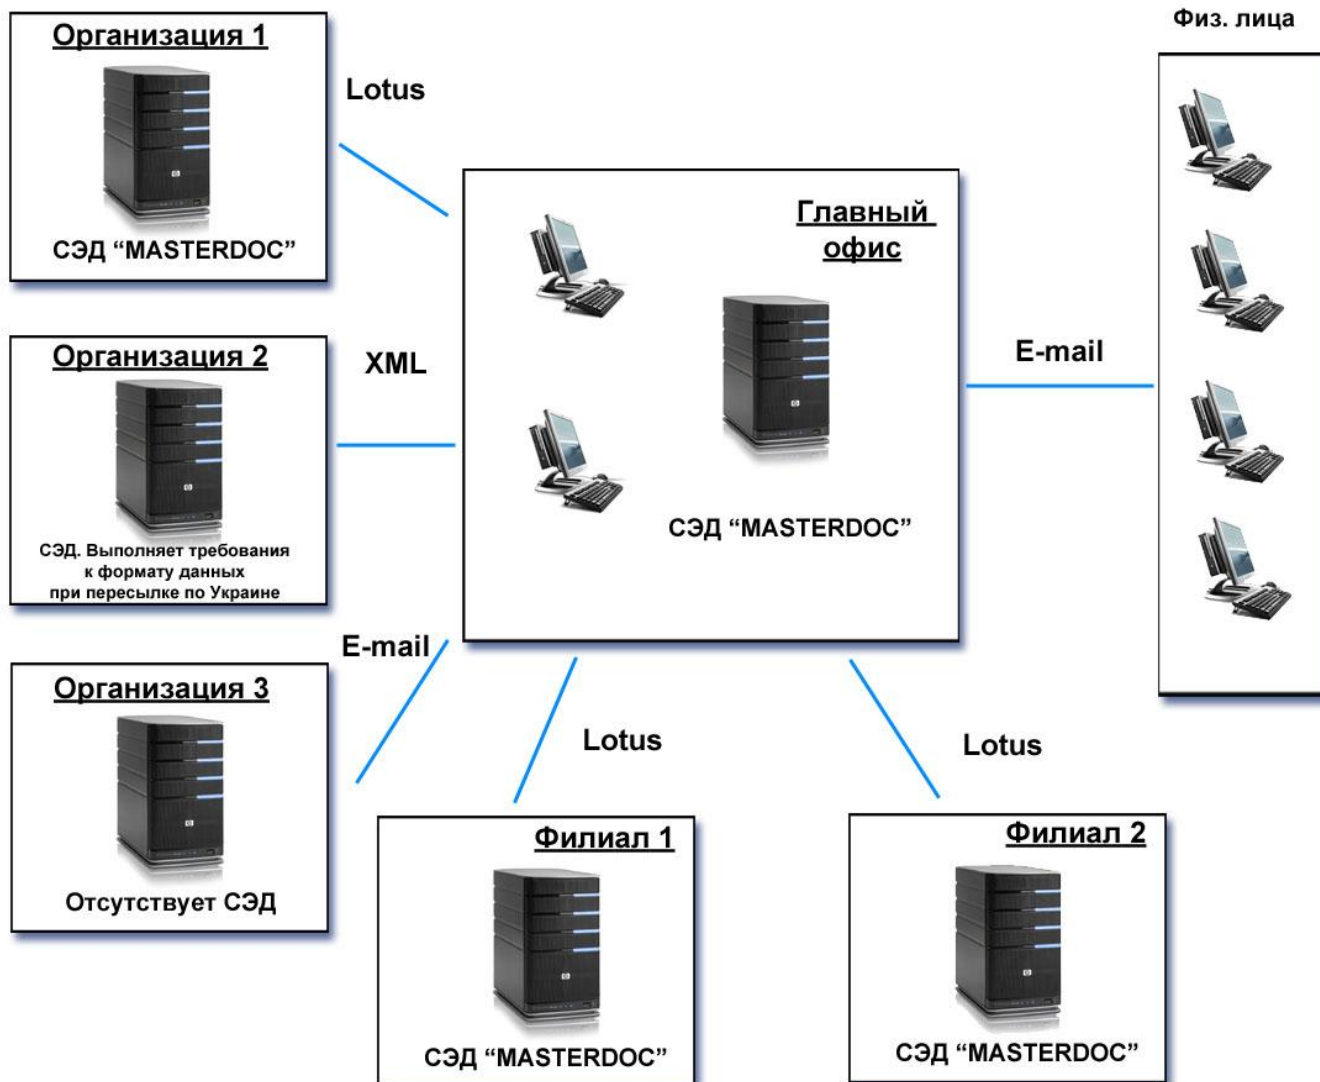 Организация 1
СЭД “MASTERDOC”
Lotus
Физ. лица
Организация 2
СЭД. Выполняет требования
к формату данных
при пересылке по Украине
XML
Главный
офис
СЭД “MASTERDOC”
E-mail
Организация 3
Отсутствует СЭД
E-mail
Lotus
Lotus
Филиал 1
СЭД “MASTERDOC”
Филиал 2
СЭД “MASTERDOC”